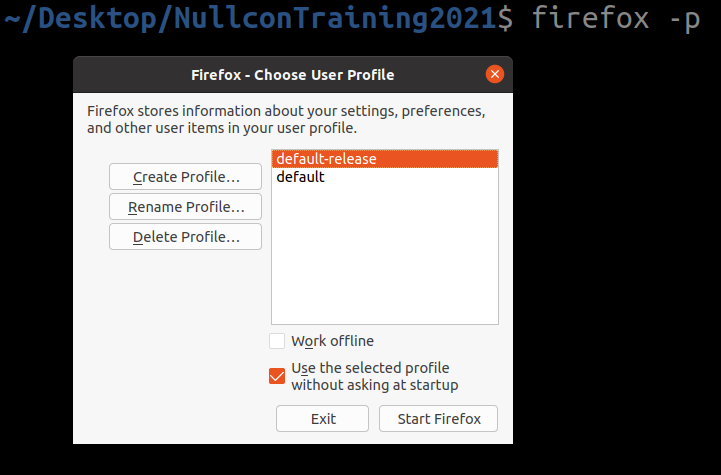 ~/Desktop/NullconTraining2021$ firefox -p
Firefox - Choose User Profile
Firefox stores information about your settings, preferences,
and other user items in your user profile.
Create Profile...
Rename Profile...
Delete Profile...
default-release
default
Work offline
Use the selected profile
without asking at startup
Exit
Start Firefox